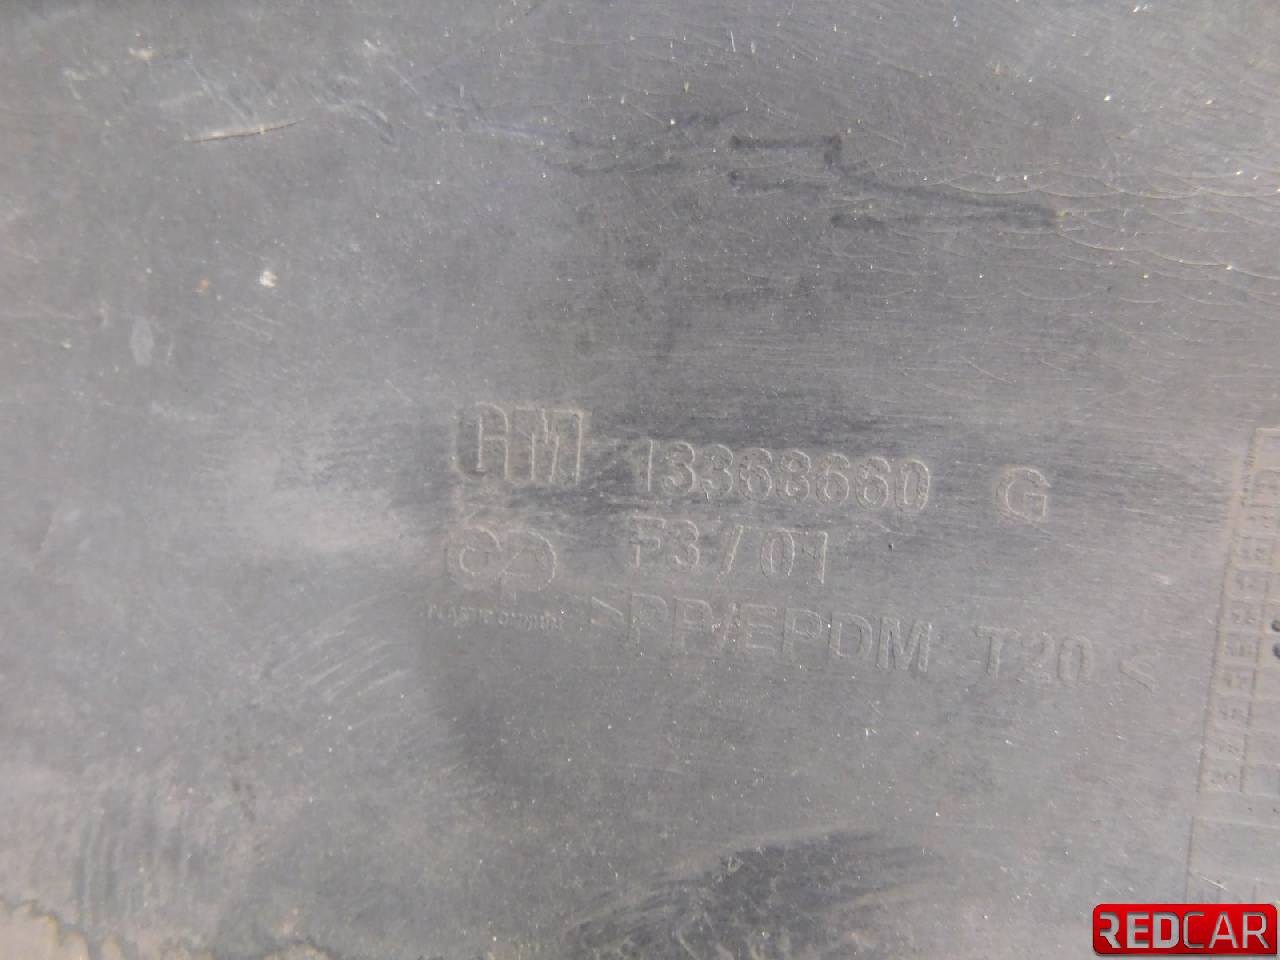 GM 13368660 G
F3/01
PLASTIC OMNIUM >PP/EPDM T20<
REDCAR